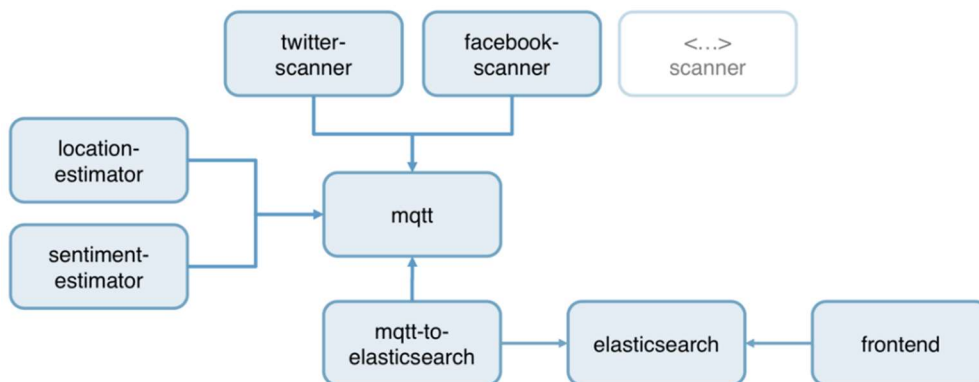 twitter-
scanner
facebook-
scanner
<...>
scanner
location-
estimator
mqtt
sentiment-
estimator
mqtt-to-
elasticsearch
elasticsearch
frontend